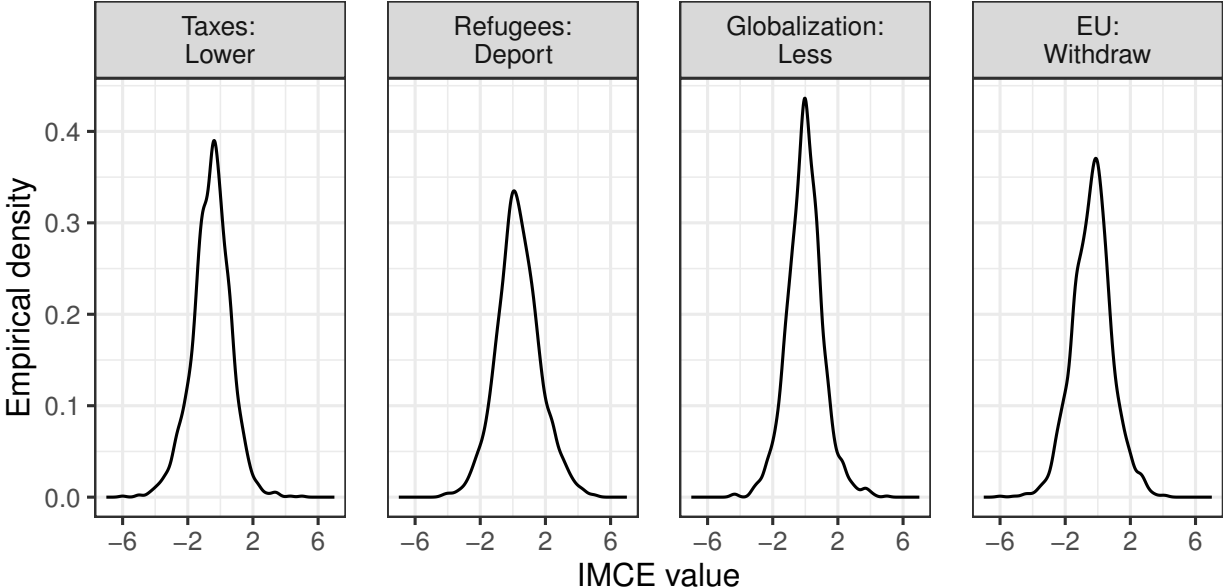 Taxes:
Lower
Refugees:
Deport
Globalization:
Less
EU:
Withdraw
Empirical density
0.4
0.3
0.2
0.1
0.0
−6 −2 2 6 −6 −2 2 6 −6 −2 2 6 −6 −2 2 6
IMCE value